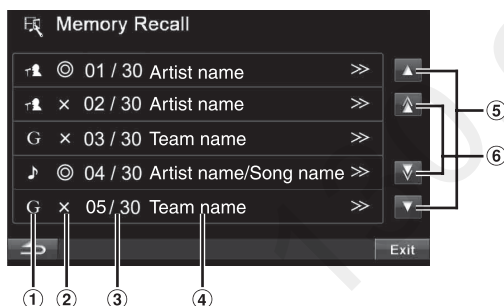 Memory Recall
◎ 01 / 30 Artist name >>
× 02 / 30 Artist name >>
G × 03 / 30 Team name >>
♪ ◎ 04 / 30 Artist name/Song name >>
G × 05 / 30 Team name >>
Exit
⑤
⑥
① ② ③ ④